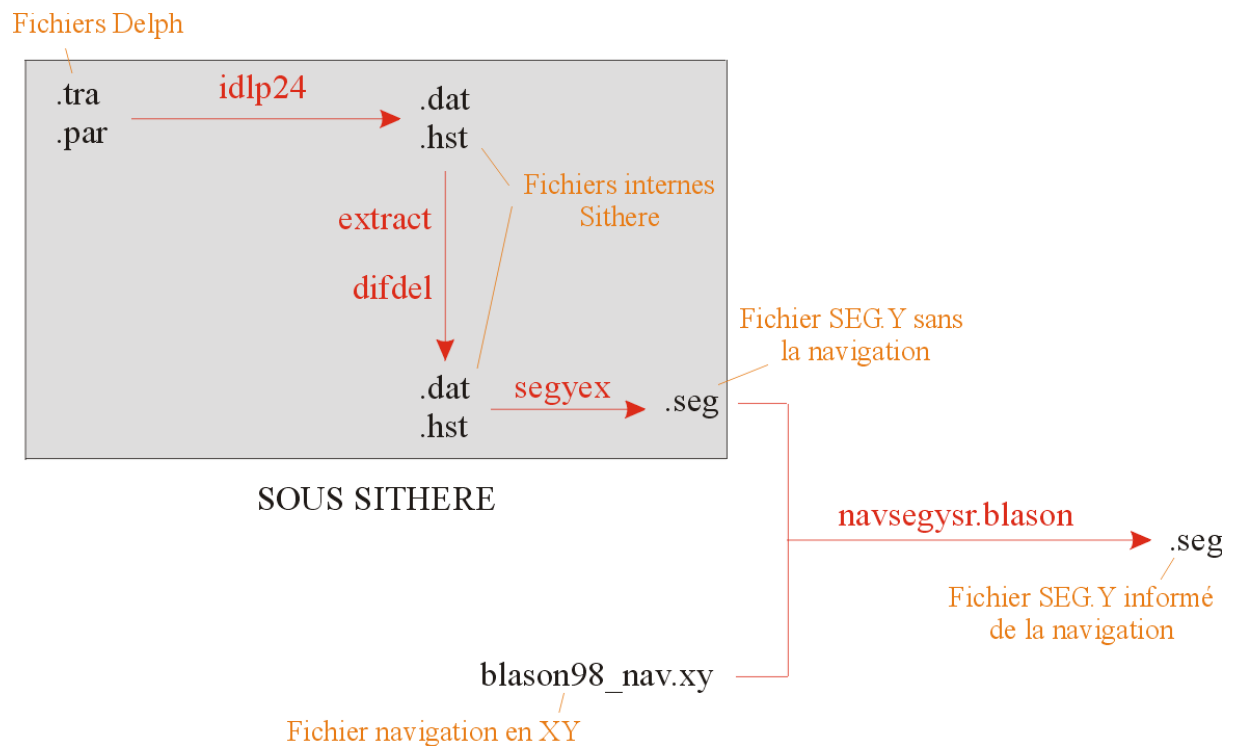 Fichiers Delph
.tra
.par
idlp24
.dat
.hst
Fichiers internes
Sithere
extract
difdel
.dat
.hst
segyex
.seg
Fichier SEG.Y sans
la navigation
SOUS SITHERE
navsegysr.blason
.seg
Fichier SEG.Y informé
de la navigation
blason98_nav.xy
Fichier navigation en XY